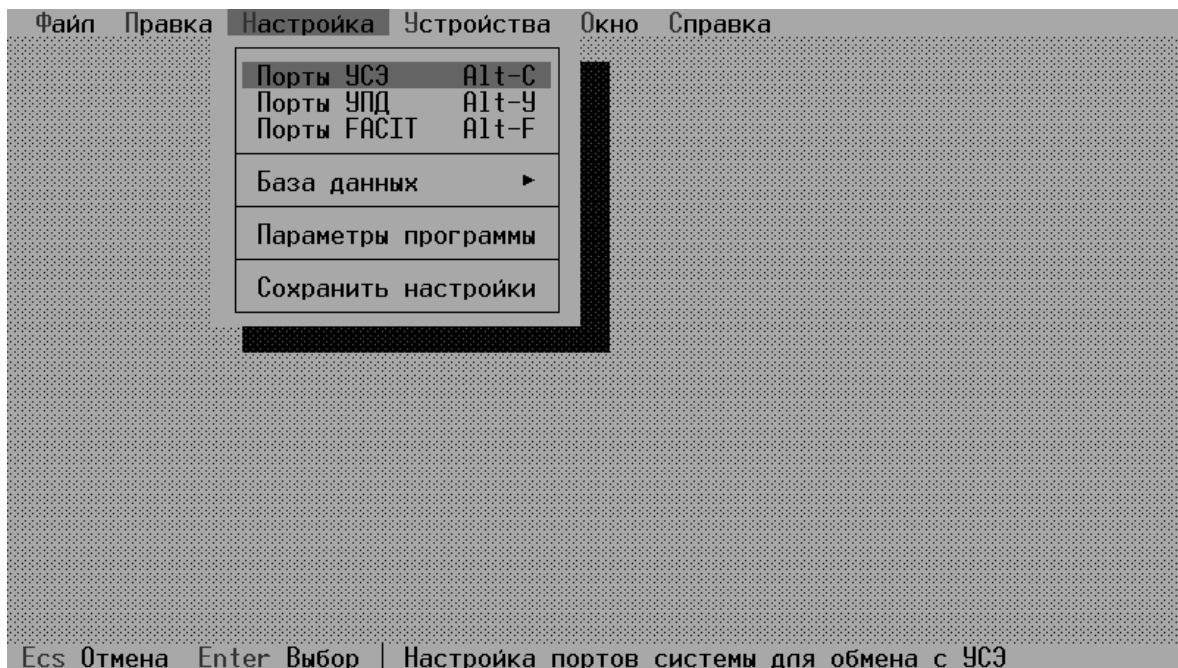 Файл Правка Настройка Устройства Окно Справка
Порты УСЭ Alt-С
Порты УПД Alt-У
Порты FACIT Alt-F
База данных ►
Параметры программы
Сохранить настройки
Ecs Отмена Enter Выбор | Настройка портов системы для обмена с УСЭ